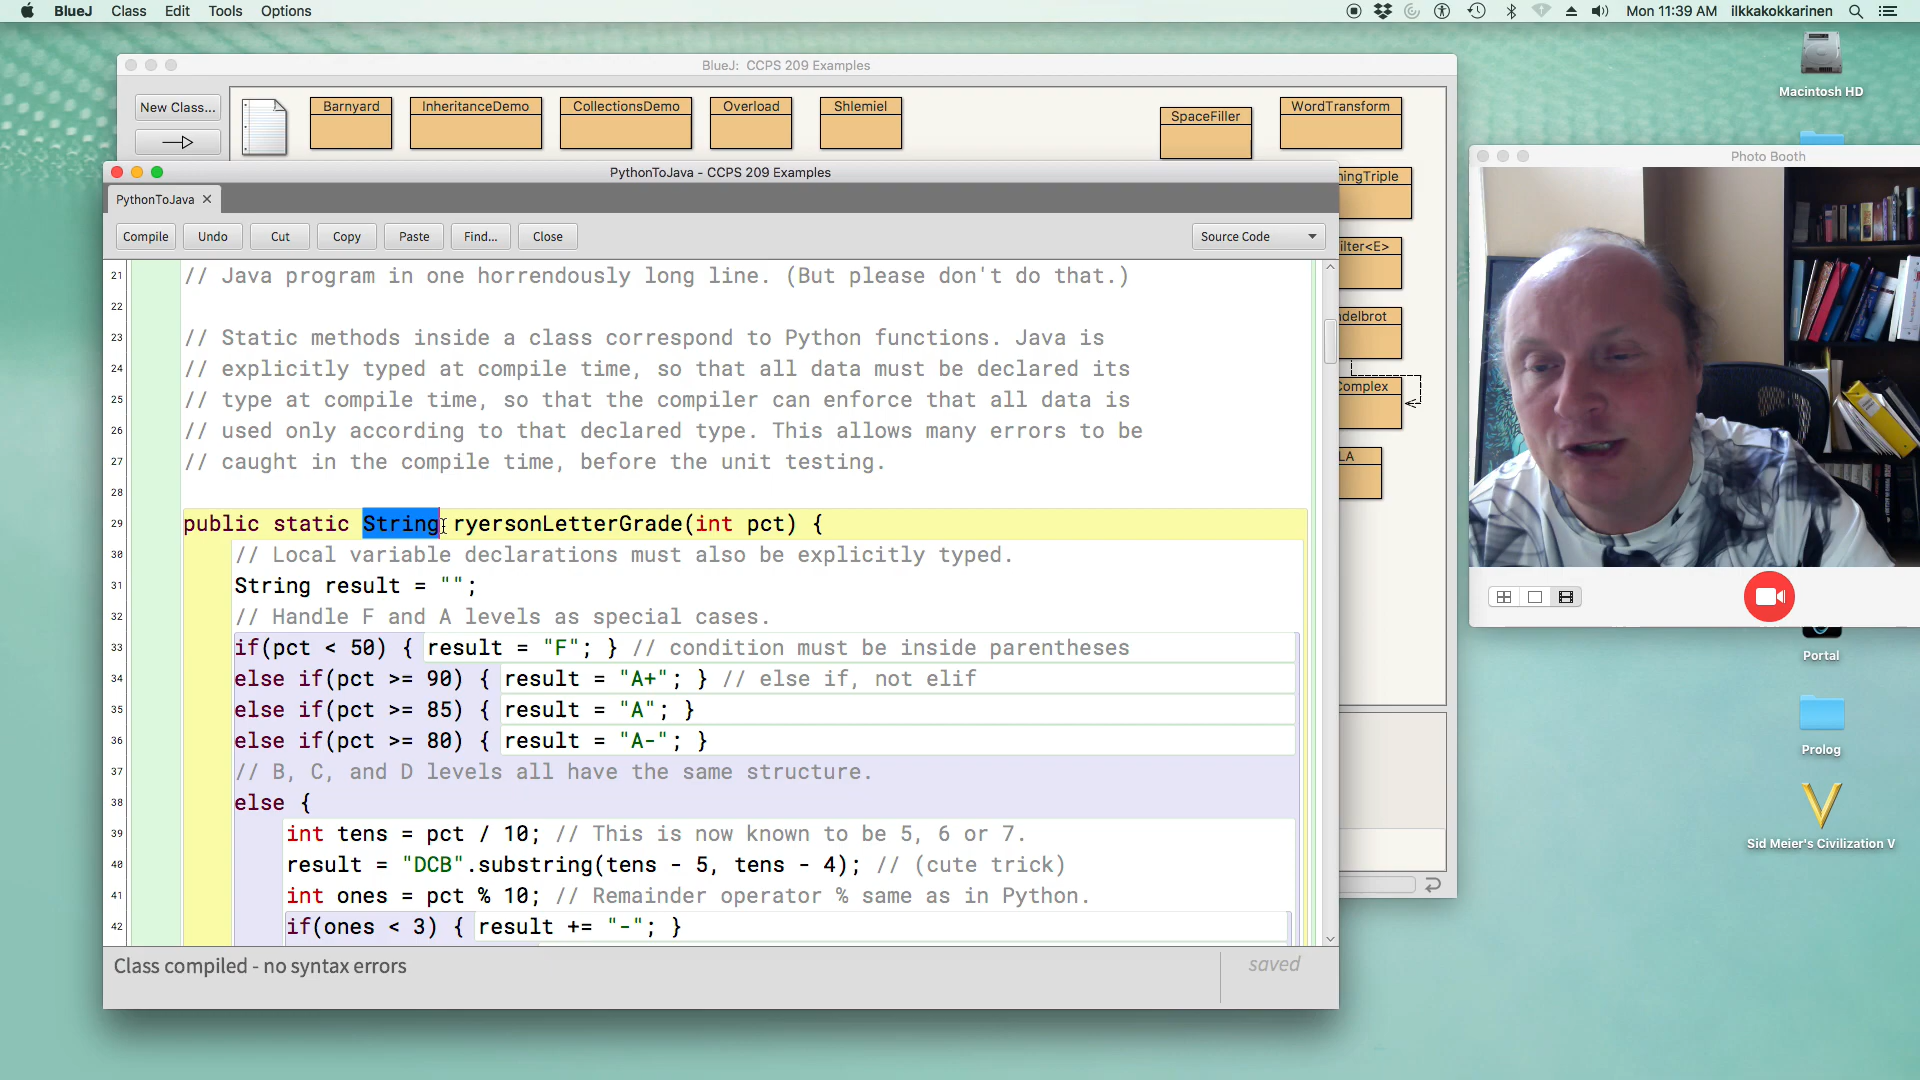 BlueJ Class Edit Tools Options
Mon 11:39 AM ilkkakokkarinen
BlueJ: CCPS 209 Examples
New Class...
Barnyard
InheritanceDemo
CollectionsDemo
Overload
Shlemiel
SpaceFiller
WordTransform
Macintosh HD
PythonToJava - CCPS 209 Examples
Photo Booth
PythonToJava ×
Compile Undo Cut Copy Paste Find... Close Source Code
ningTriple
ilter<E>
ndelbrot
Complex
LA
21 // Java program in one horrendously long line. (But please don't do that.)
22
23 // Static methods inside a class correspond to Python functions. Java is
24 // explicitly typed at compile time, so that all data must be declared its
25 // type at compile time, so that the compiler can enforce that all data is
26 // used only according to that declared type. This allows many errors to be
27 // caught in the compile time, before the unit testing.
28
29 public static String ryersonLetterGrade(int pct) {
30 // Local variable declarations must also be explicitly typed.
31 String result = "";
32 // Handle F and A levels as special cases.
33 if(pct < 50) { result = "F"; } // condition must be inside parentheses
34 else if(pct >= 90) { result = "A+"; } // else if, not elif
35 else if(pct >= 85) { result = "A"; }
36 else if(pct >= 80) { result = "A-"; }
37 // B, C, and D levels all have the same structure.
38 else {
39 int tens = pct / 10; // This is now known to be 5, 6 or 7.
40 result = "DCB".substring(tens - 5, tens - 4); // (cute trick)
41 int ones = pct % 10; // Remainder operator % same as in Python.
42 if(ones < 3) { result += "-"; }
Class compiled - no syntax errors
saved
Portal
Prolog
Sid Meier's Civilization V